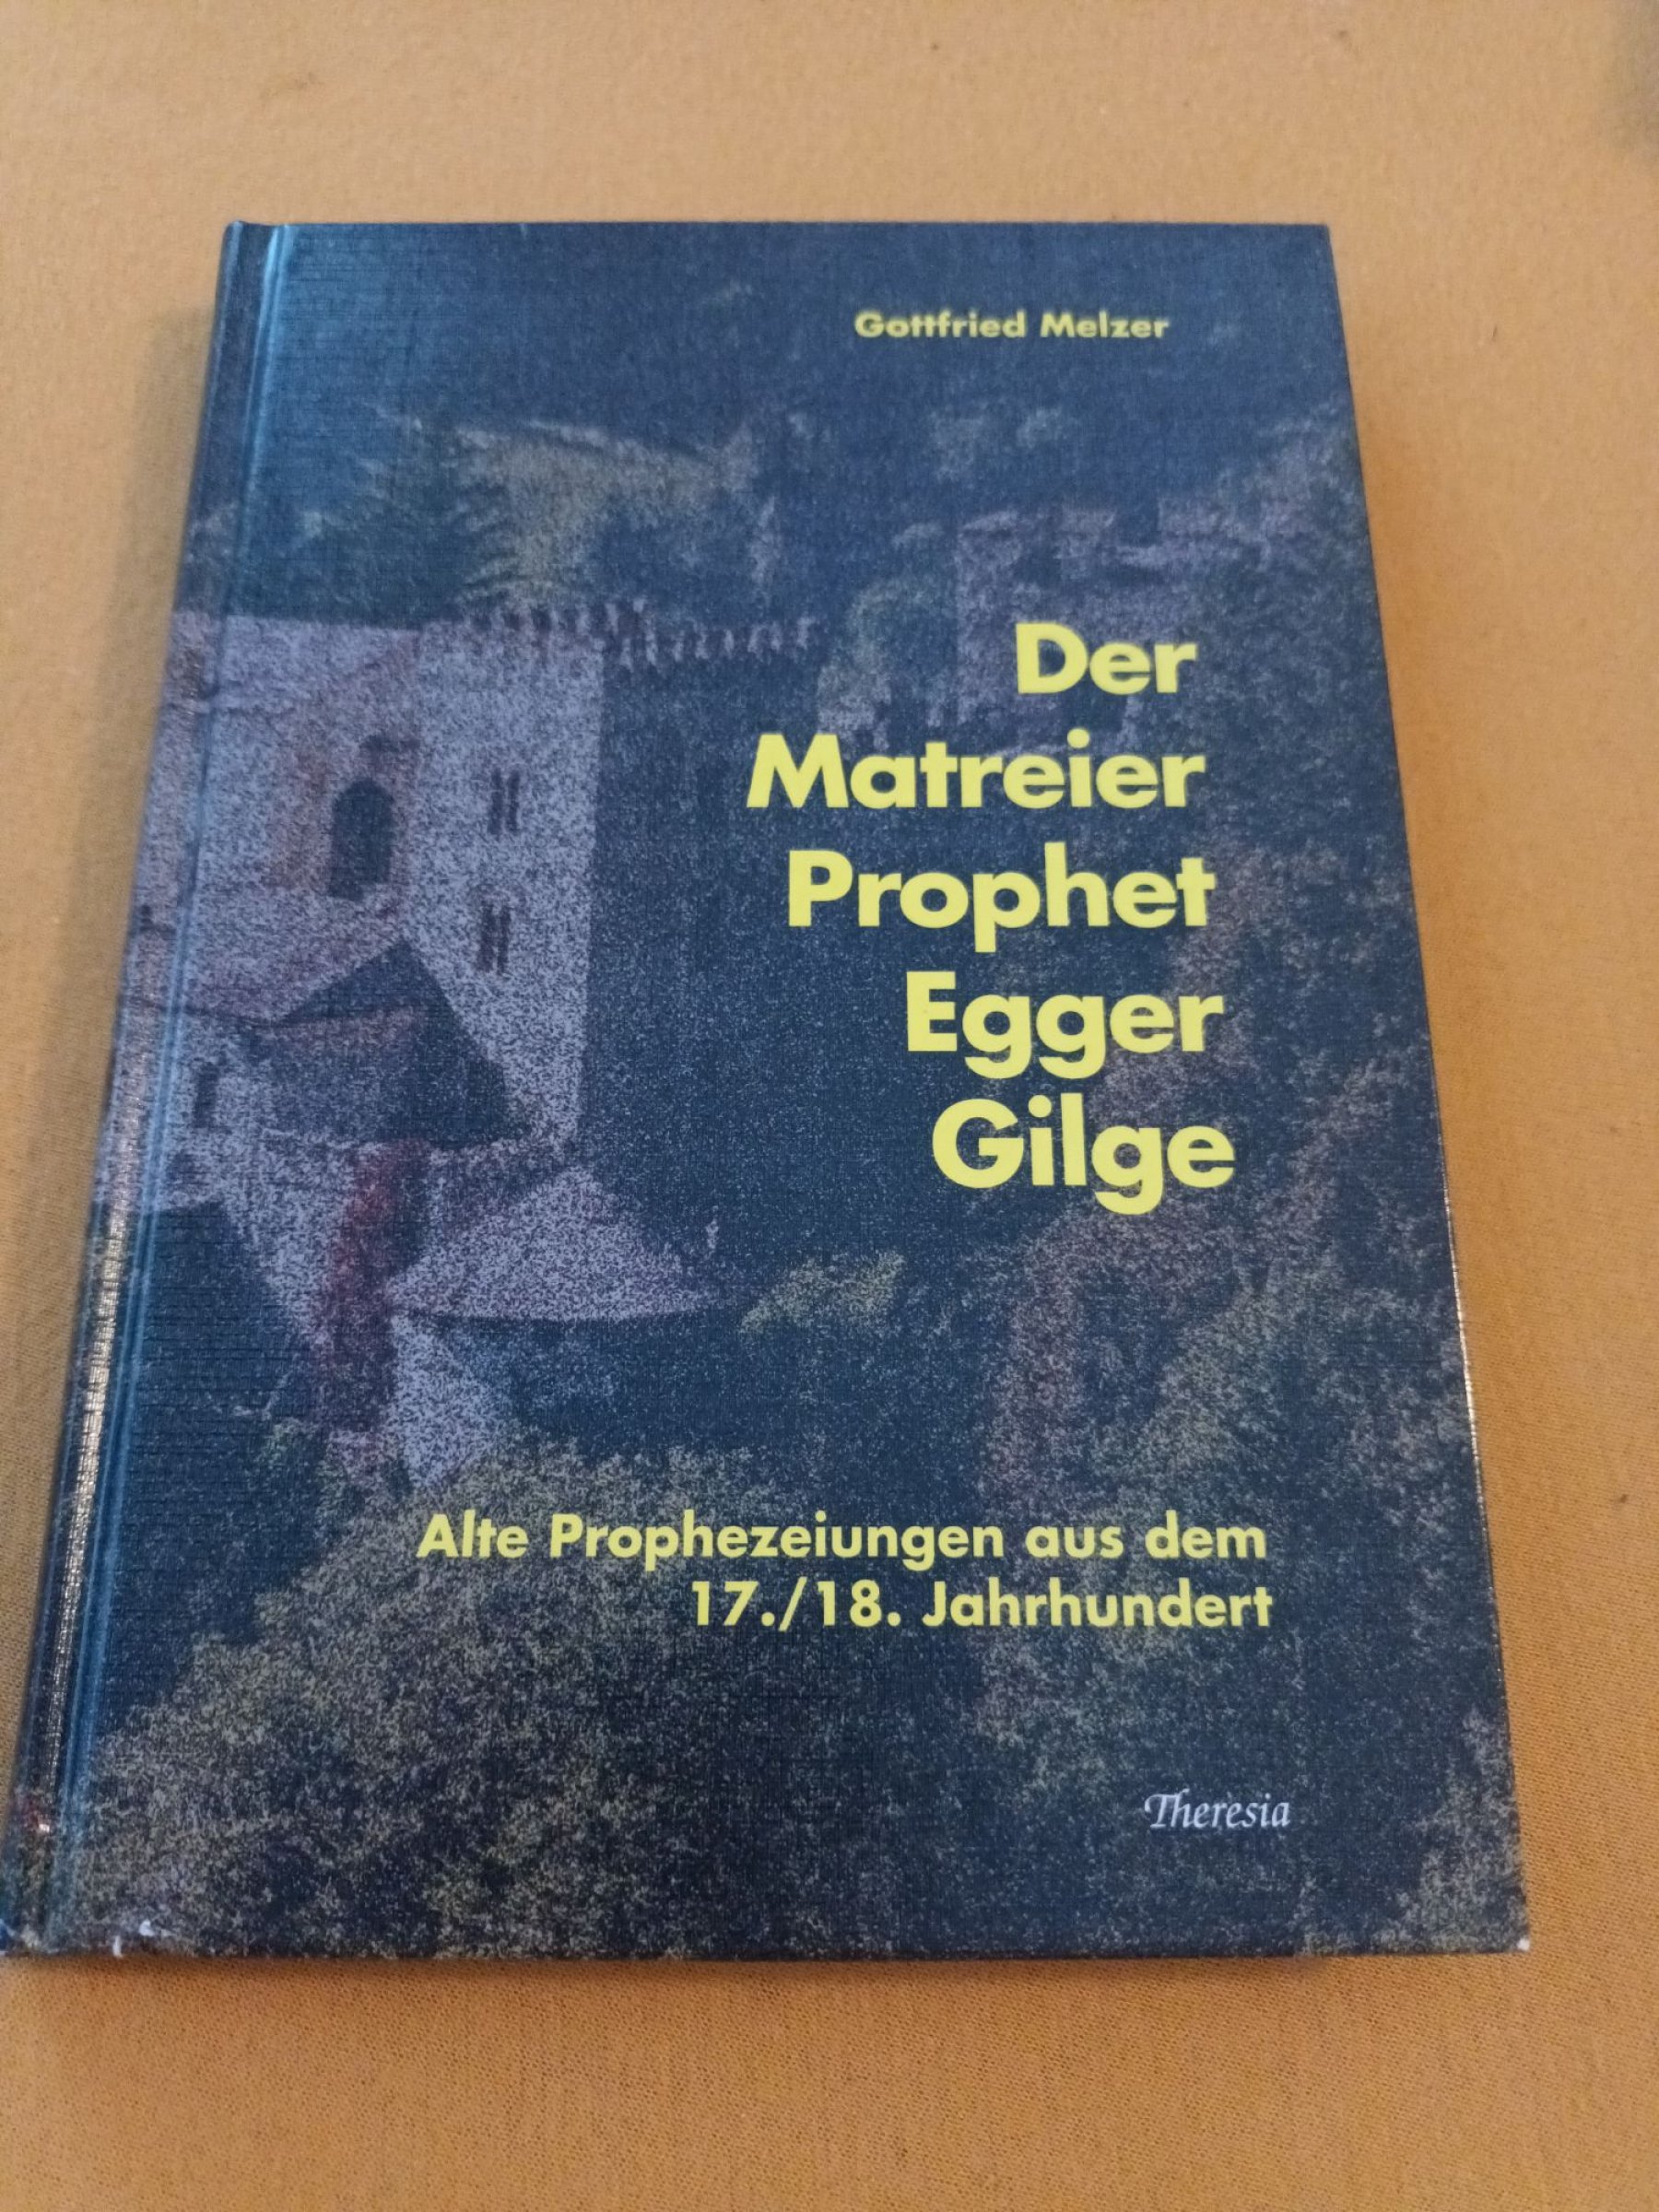 Gottfried Melzer
Der
Matreier
Prophet
Egger
Gilge
Alte Prophezeiungen aus dem
17./18. Jahrhundert
Theresia